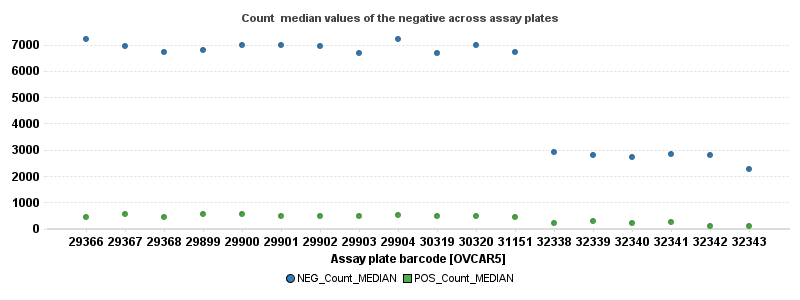 Count median values of the negative across assay plates
7000
6000
5000
4000
3000
2000
1000
0
29366 29367 29368 29899 29900 29901 29902 29903 29904 30319 30320 31151 32338 32339 32340 32341 32342 32343
Assay plate barcode [OVCAR5]
NEG_Count_MEDIAN POS_Count_MEDIAN